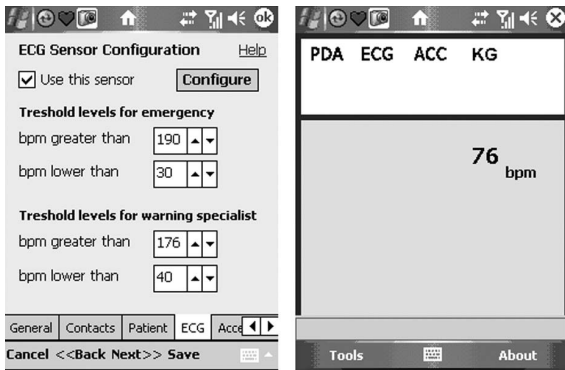 ok
ECG Sensor Configuration Help
Use this sensor Configure
Treshold levels for emergency
bpm greater than 190
bpm lower than 30
Treshold levels for warning specialist
bpm greater than 176
bpm lower than 40
General Contacts Patient ECG Acce
Cancel <<Back Next>> Save
PDA ECG ACC KG
76 bpm
Tools About